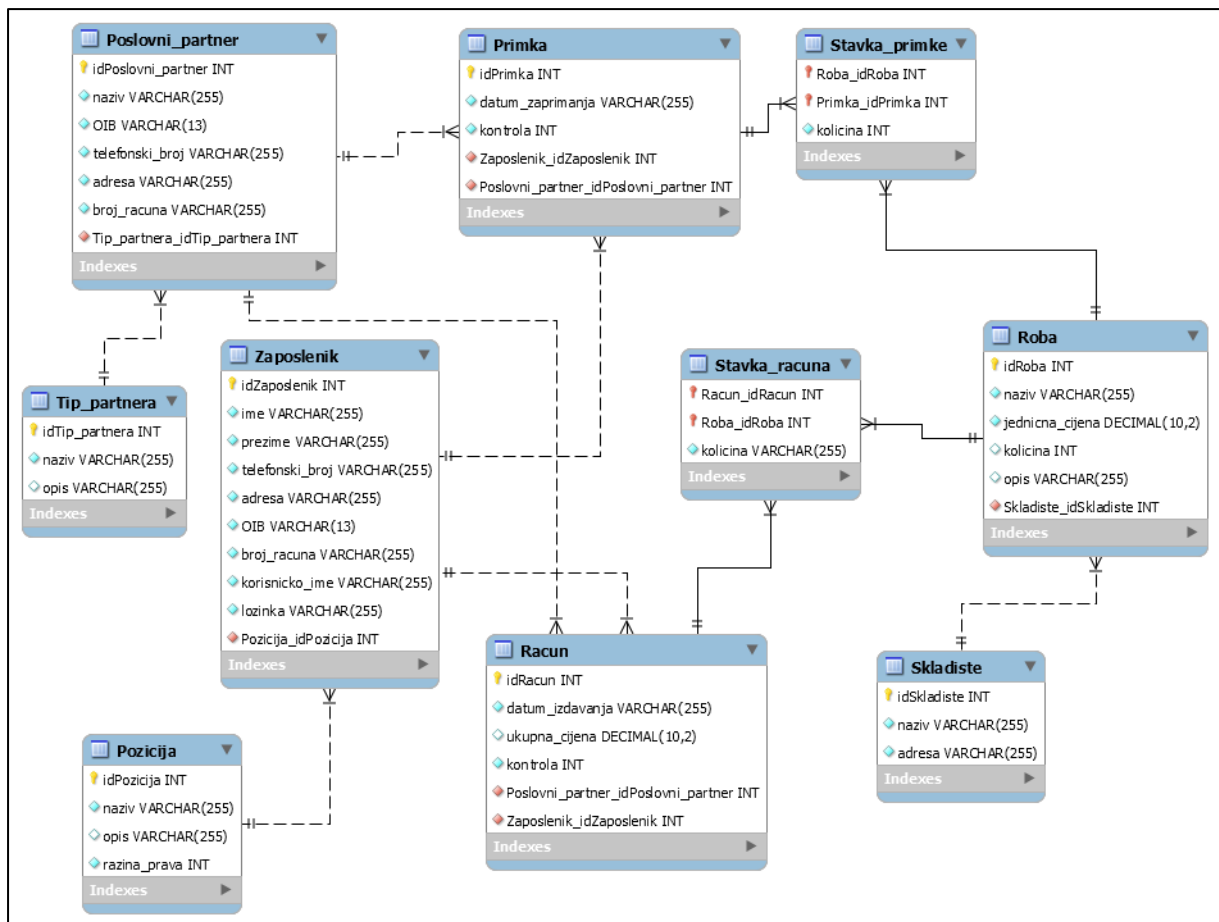 Poslovni_partner
idPoslovni_partner INT
naziv VARCHAR(255)
OIB VARCHAR(13)
telefonski_broj VARCHAR(255)
adresa VARCHAR(255)
broj_racuna VARCHAR(255)
Tip_partnera_idTip_partnera INT
Indexes
Primka
idPrimka INT
datum_zaprimanja VARCHAR(255)
kontrola INT
Zaposlenik_idZaposlenik INT
Poslovni_partner_idPoslovni_partner INT
Indexes
Stavka_primke
Roba_idRoba INT
Primka_idPrimka INT
kolicina INT
Indexes
Tip_partnera
idTip_partnera INT
naziv VARCHAR(255)
opis VARCHAR(255)
Indexes
Zaposlenik
idZaposlenik INT
ime VARCHAR(255)
prezime VARCHAR(255)
telefonski_broj VARCHAR(255)
adresa VARCHAR(255)
OIB VARCHAR(13)
broj_racuna VARCHAR(255)
korisnicko_ime VARCHAR(255)
lozinka VARCHAR(255)
Pozicija_idPozicija INT
Indexes
Stavka_racuna
Racun_idRacun INT
Roba_idRoba INT
kolicina VARCHAR(255)
Indexes
Roba
idRoba INT
naziv VARCHAR(255)
jednicna_cijena DECIMAL(10,2)
kolicina INT
opis VARCHAR(255)
Skladiste_idSkladiste INT
Indexes
Pozicija
idPozicija INT
naziv VARCHAR(255)
opis VARCHAR(255)
razina_prava INT
Indexes
Racun
idRacun INT
datum_izdavanja VARCHAR(255)
ukupna_cijena DECIMAL(10,2)
kontrola INT
Poslovni_partner_idPoslovni_partner INT
Zaposlenik_idZaposlenik INT
Indexes
Skladiste
idSkladiste INT
naziv VARCHAR(255)
adresa VARCHAR(255)
Indexes